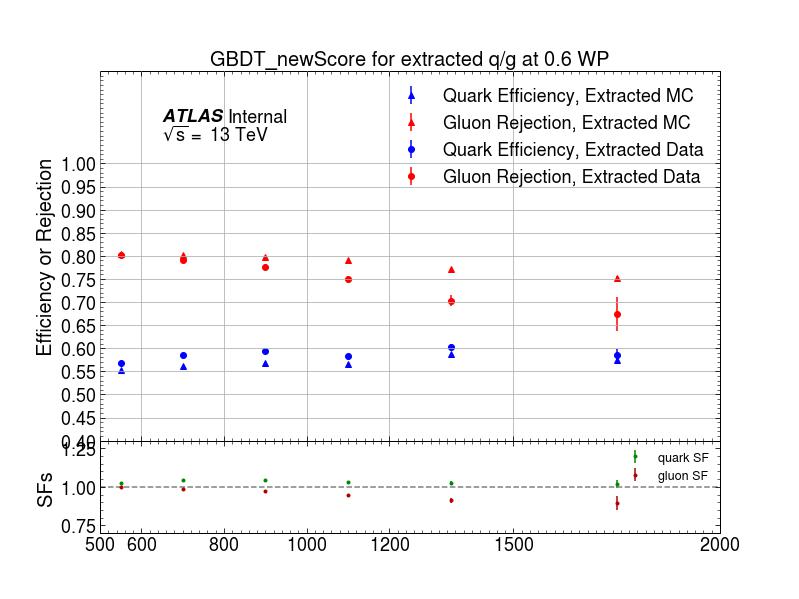 GBDT_newScore for extracted q/g at 0.6 WP
ATLAS Internal
√s = 13 TeV
Quark Efficiency, Extracted MC
Gluon Rejection, Extracted MC
Quark Efficiency, Extracted Data
Gluon Rejection, Extracted Data
Efficiency or Rejection
1.00
0.95
0.90
0.85
0.80
0.75
0.70
0.65
0.60
0.55
0.50
0.45
0.40
SFs
1.25
1.00
0.75
quark SF
gluon SF
500 600 800 1000 1200 1500 2000